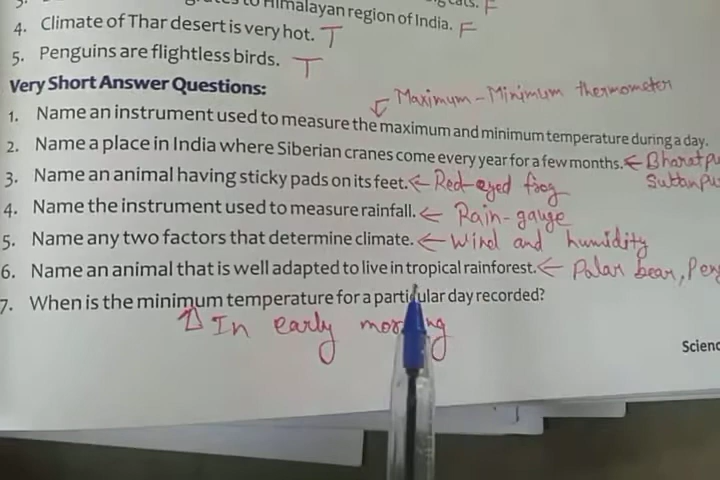 Himalayan region of India. F
4. Climate of Thar desert is very hot. T
5. Penguins are flightless birds. T
Very Short Answer Questions:
Maximum - Minimum thermometer
1. Name an instrument used to measure the maximum and minimum temperature during a day.
2. Name a place in India where Siberian cranes come every year for a few months. ← Bharatpu
Sultanpu
3. Name an animal having sticky pads on its feet. ← Red-eyed frog
4. Name the instrument used to measure rainfall. ← Rain-gauge
5. Name any two factors that determine climate. ← Wind and humidity
6. Name an animal that is well adapted to live in tropical rainforest. ← Polar bear, Pen
7. When is the minimum temperature for a particular day recorded?
In early morning
Scienc